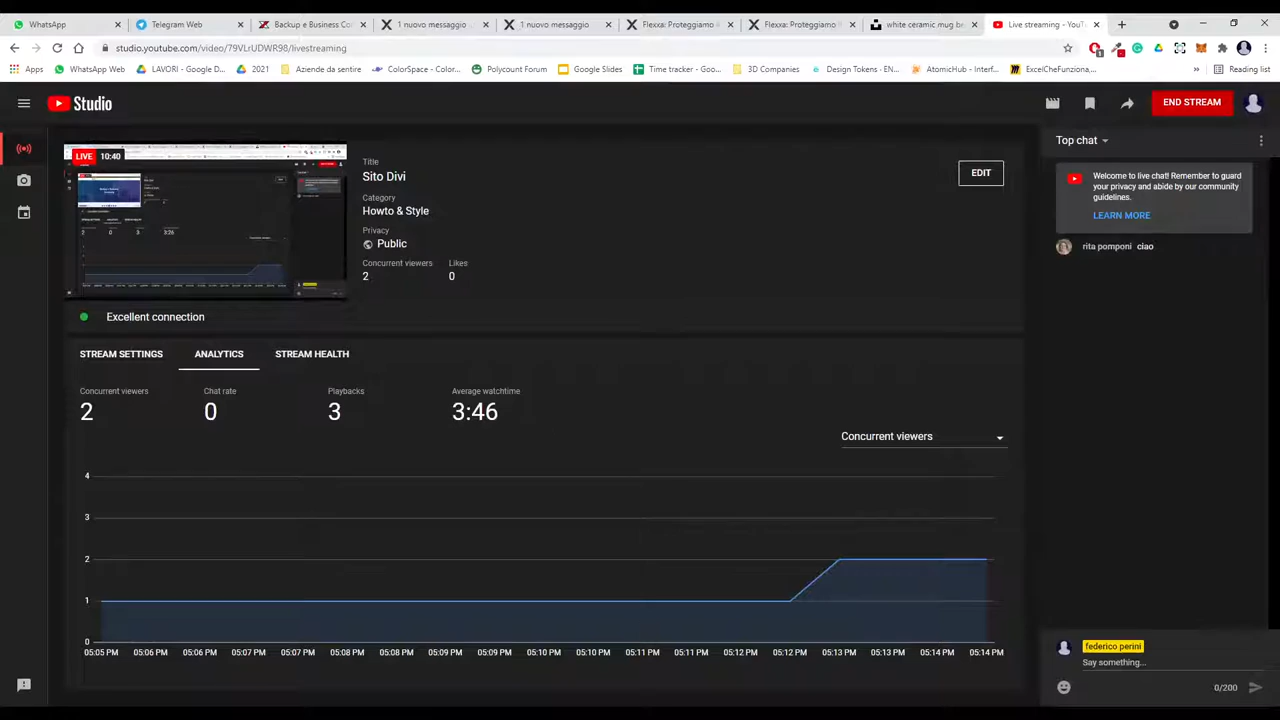 WhatsApp
Telegram Web
Backup e Business Co
1 nuovo messaggio
1 nuovo messaggio
Flexxa: Proteggiamo
Flexxa: Proteggiamo
white ceramic mug br
Live streaming - YouT
studio.youtube.com/video/79VLrUDWR98/livestreaming
Apps
WhatsApp Web
LAVORI - Google D...
2021
Aziende da sentire
ColorSpace - Color...
Polycount Forum
Google Slides
Time tracker - Goo...
3D Companies
Design Tokens - EN...
AtomicHub - Interf...
ExcelCheFunziona,...
Reading list
Studio
END STREAM
LIVE 10:40
Title
Sito Divi
EDIT
Category
Howto & Style
Privacy
Public
Concurrent viewers
2
Likes
0
Excellent connection
STREAM SETTINGS
ANALYTICS
STREAM HEALTH
Concurrent viewers
2
Chat rate
0
Playbacks
3
Average watchtime
3:46
Concurrent viewers
4
3
2
1
0
05:05 PM 05:06 PM 05:06 PM 05:07 PM 05:07 PM 05:08 PM 05:08 PM 05:09 PM 05:09 PM 05:10 PM 05:10 PM 05:11 PM 05:11 PM 05:12 PM 05:12 PM 05:13 PM 05:13 PM 05:14 PM 05:14 PM
Top chat
Welcome to live chat! Remember to guard
your privacy and abide by our community
guidelines.
LEARN MORE
rita pomponi ciao
federico perini
Say something...
0/200